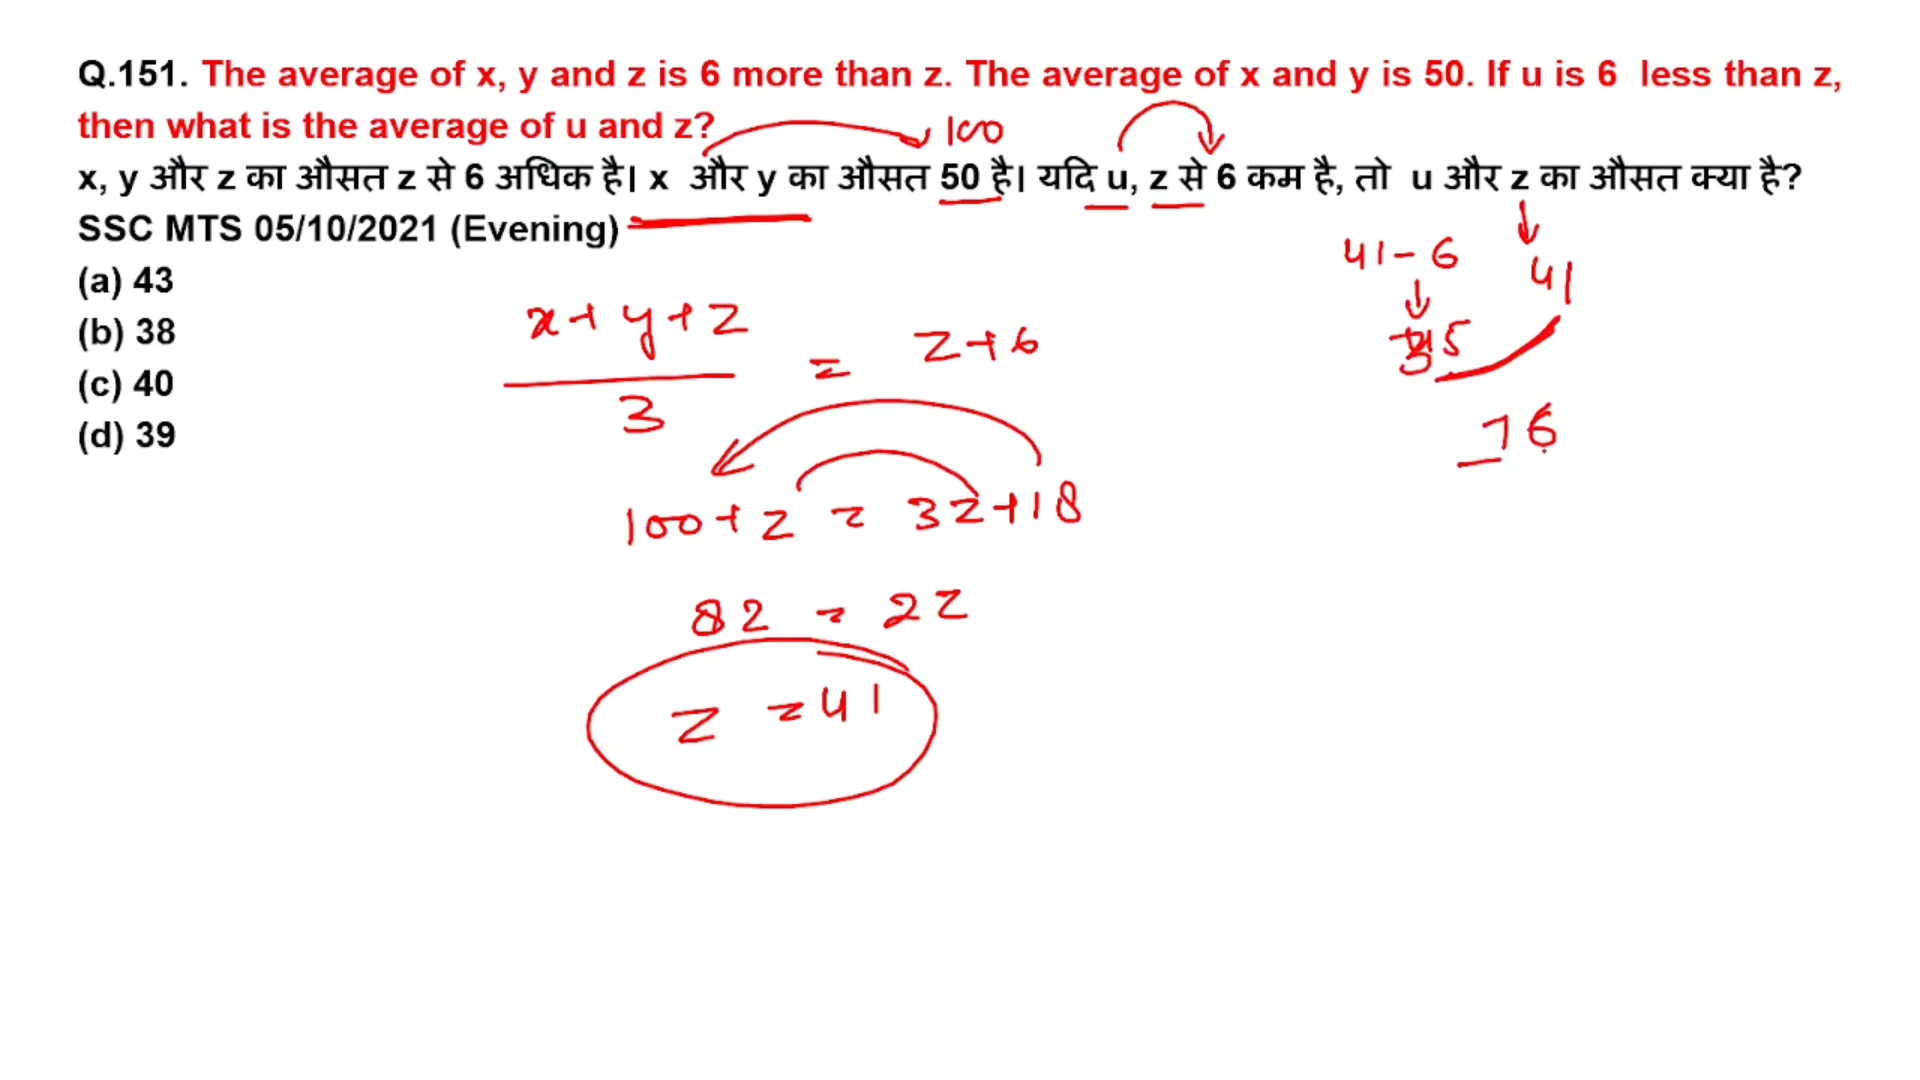 Q.151. The average of x, y and z is 6 more than z. The average of x and y is 50. If u is 6 less than z,
then what is the average of u and z?
100
x, y और z का औसत z से 6 अधिक है। x और y का औसत 50 है। यदि u, z से 6 कम है, तो u और z का औसत क्या है?
SSC MTS 05/10/2021 (Evening)
41-6
41
(a) 43
(b) 38
(c) 40
(d) 39
x+y+z
3
= z+6
35
76
100+z = 3z+18
82 = 2z
z = 41